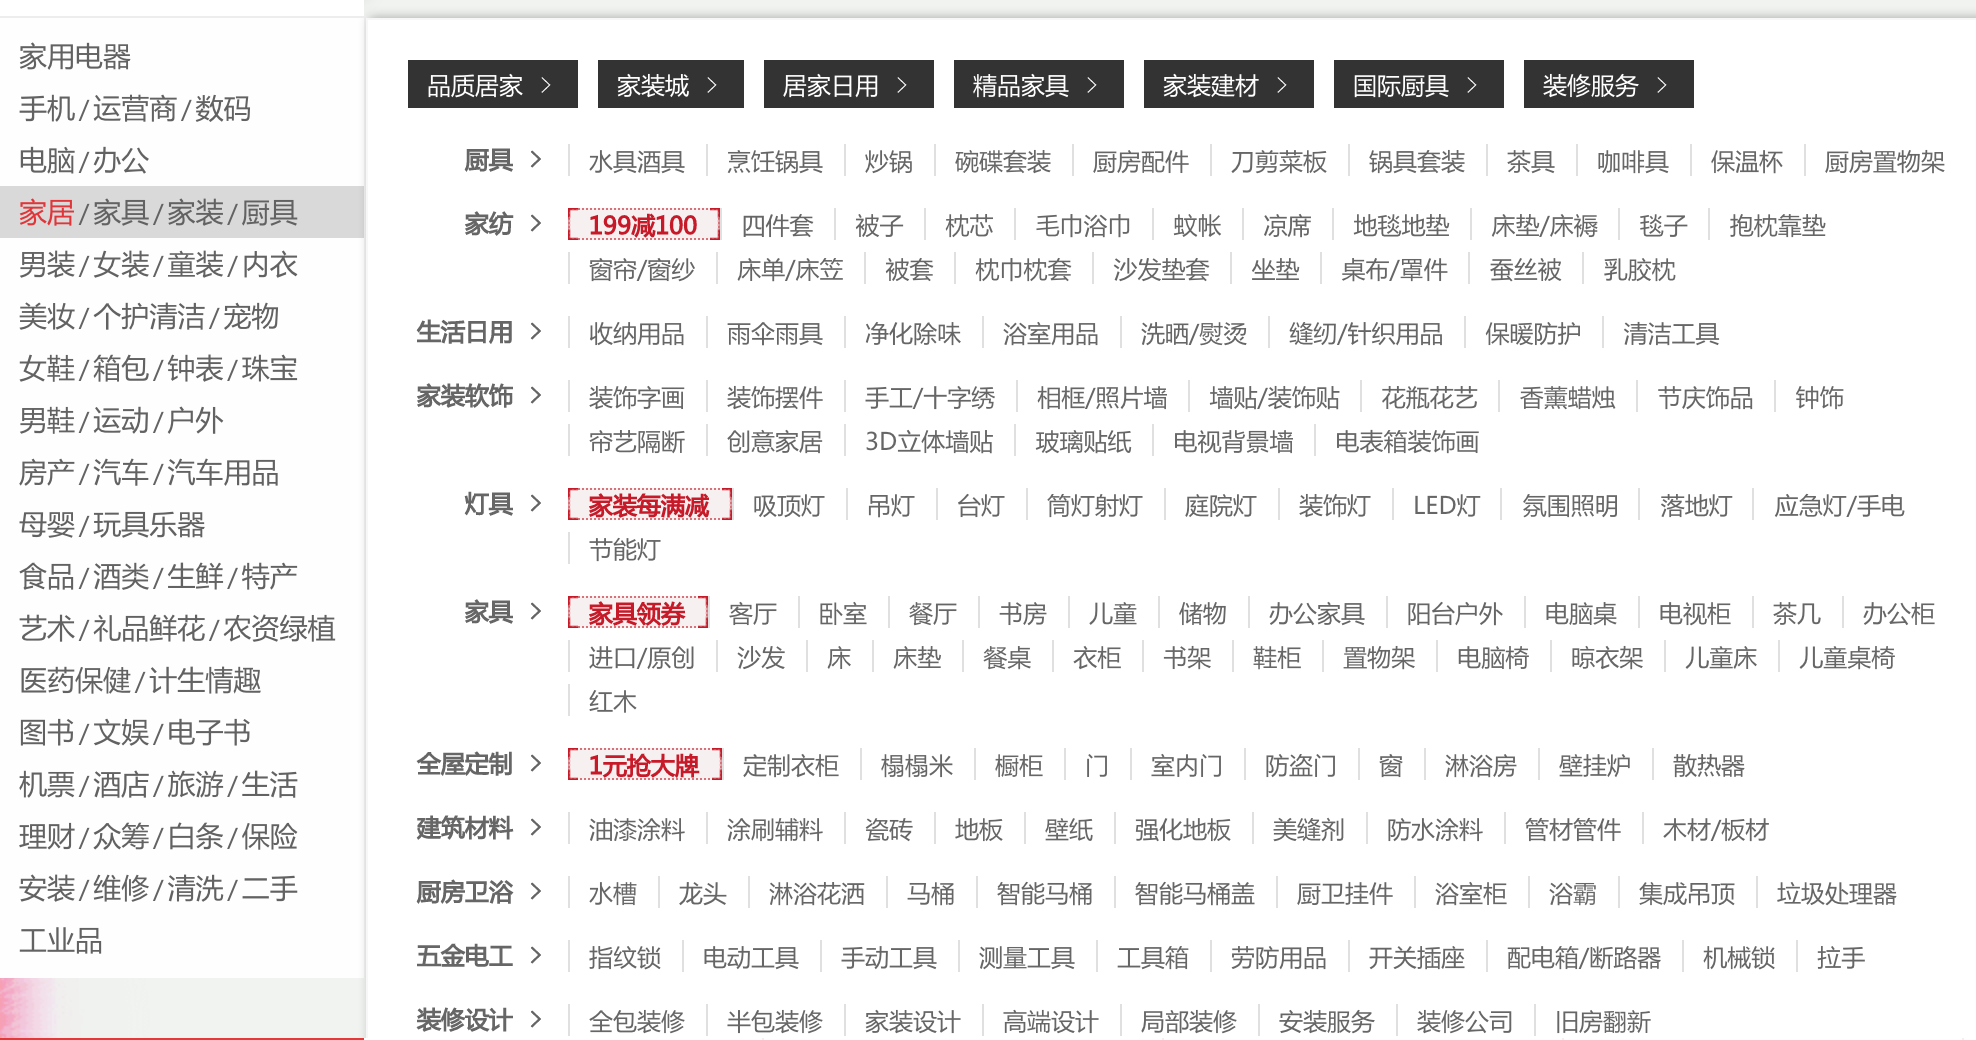 家用电器
手机/运营商/数码
电脑/办公
家居/家具/家装/厨具
男装/女装/童装/内衣
美妆/个护清洁/宠物
女鞋/箱包/钟表/珠宝
男鞋/运动/户外
房产/汽车/汽车用品
母婴/玩具乐器
食品/酒类/生鲜/特产
艺术/礼品鲜花/农资绿植
医药保健/计生情趣
图书/文娱/电子书
机票/酒店/旅游/生活
理财/众筹/白条/保险
安装/维修/清洗/二手
工业品
品质居家 > 家装城 > 居家日用 > 精品家具 > 家装建材 > 国际厨具 > 装修服务 >
厨具 > 水具酒具 烹饪锅具 炒锅 碗碟套装 厨房配件 刀剪菜板 锅具套装 茶具 咖啡具 保温杯 厨房置物架
家纺 > 199减100 四件套 被子 枕芯 毛巾浴巾 蚊帐 凉席 地毯地垫 床垫/床褥 毯子 抱枕靠垫
窗帘/窗纱 床单/床笠 被套 枕巾枕套 沙发垫套 坐垫 桌布/罩件 蚕丝被 乳胶枕
生活日用 > 收纳用品 雨伞雨具 净化除味 浴室用品 洗晒/熨烫 缝纫/针织用品 保暖防护 清洁工具
家装软饰 > 装饰字画 装饰摆件 手工/十字绣 相框/照片墙 墙贴/装饰贴 花瓶花艺 香薰蜡烛 节庆饰品 钟饰
帘艺隔断 创意家居 3D立体墙贴 玻璃贴纸 电视背景墙 电表箱装饰画
灯具 > 家装每满减 吸顶灯 吊灯 台灯 筒灯射灯 庭院灯 装饰灯 LED灯 氛围照明 落地灯 应急灯/手电
节能灯
家具 > 家具领券 客厅 卧室 餐厅 书房 儿童 储物 办公家具 阳台户外 电脑桌 电视柜 茶几 办公柜
进口/原创 沙发 床 床垫 餐桌 衣柜 书架 鞋柜 置物架 电脑椅 晾衣架 儿童床 儿童桌椅
红木
全屋定制 > 1元抢大牌 定制衣柜 榻榻米 橱柜 门 室内门 防盗门 窗 淋浴房 壁挂炉 散热器
建筑材料 > 油漆涂料 涂刷辅料 瓷砖 地板 壁纸 强化地板 美缝剂 防水涂料 管材管件 木材/板材
厨房卫浴 > 水槽 龙头 淋浴花洒 马桶 智能马桶 智能马桶盖 厨卫挂件 浴室柜 浴霸 集成吊顶 垃圾处理器
五金电工 > 指纹锁 电动工具 手动工具 测量工具 工具箱 劳防用品 开关插座 配电箱/断路器 机械锁 拉手
装修设计 > 全包装修 半包装修 家装设计 高端设计 局部装修 安装服务 装修公司 旧房翻新